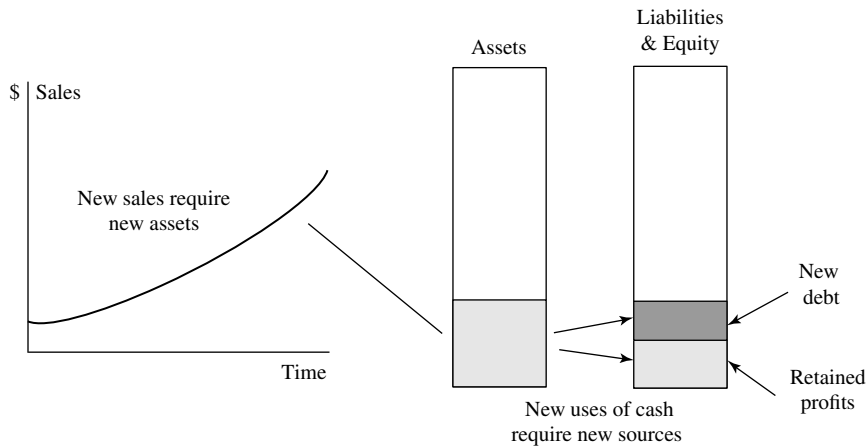 $ Sales
New sales require
new assets
Time
Assets
Liabilities
& Equity
New
debt
Retained
profits
New uses of cash
require new sources